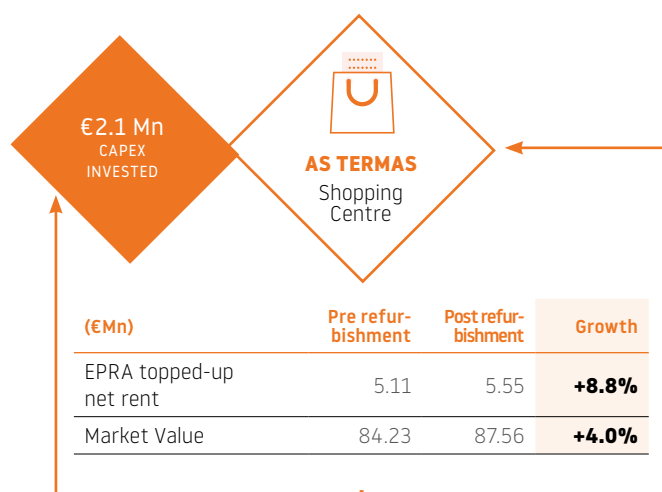 €2.1 Mn
CAPEX
INVESTED
AS TERMAS
Shopping
Centre
(€Mn) Pre refur-bishment Post refur-bishment Growth
EPRA topped-up
net rent 5.11 5.55 +8.8%
Market Value 84.23 87.56 +4.0%